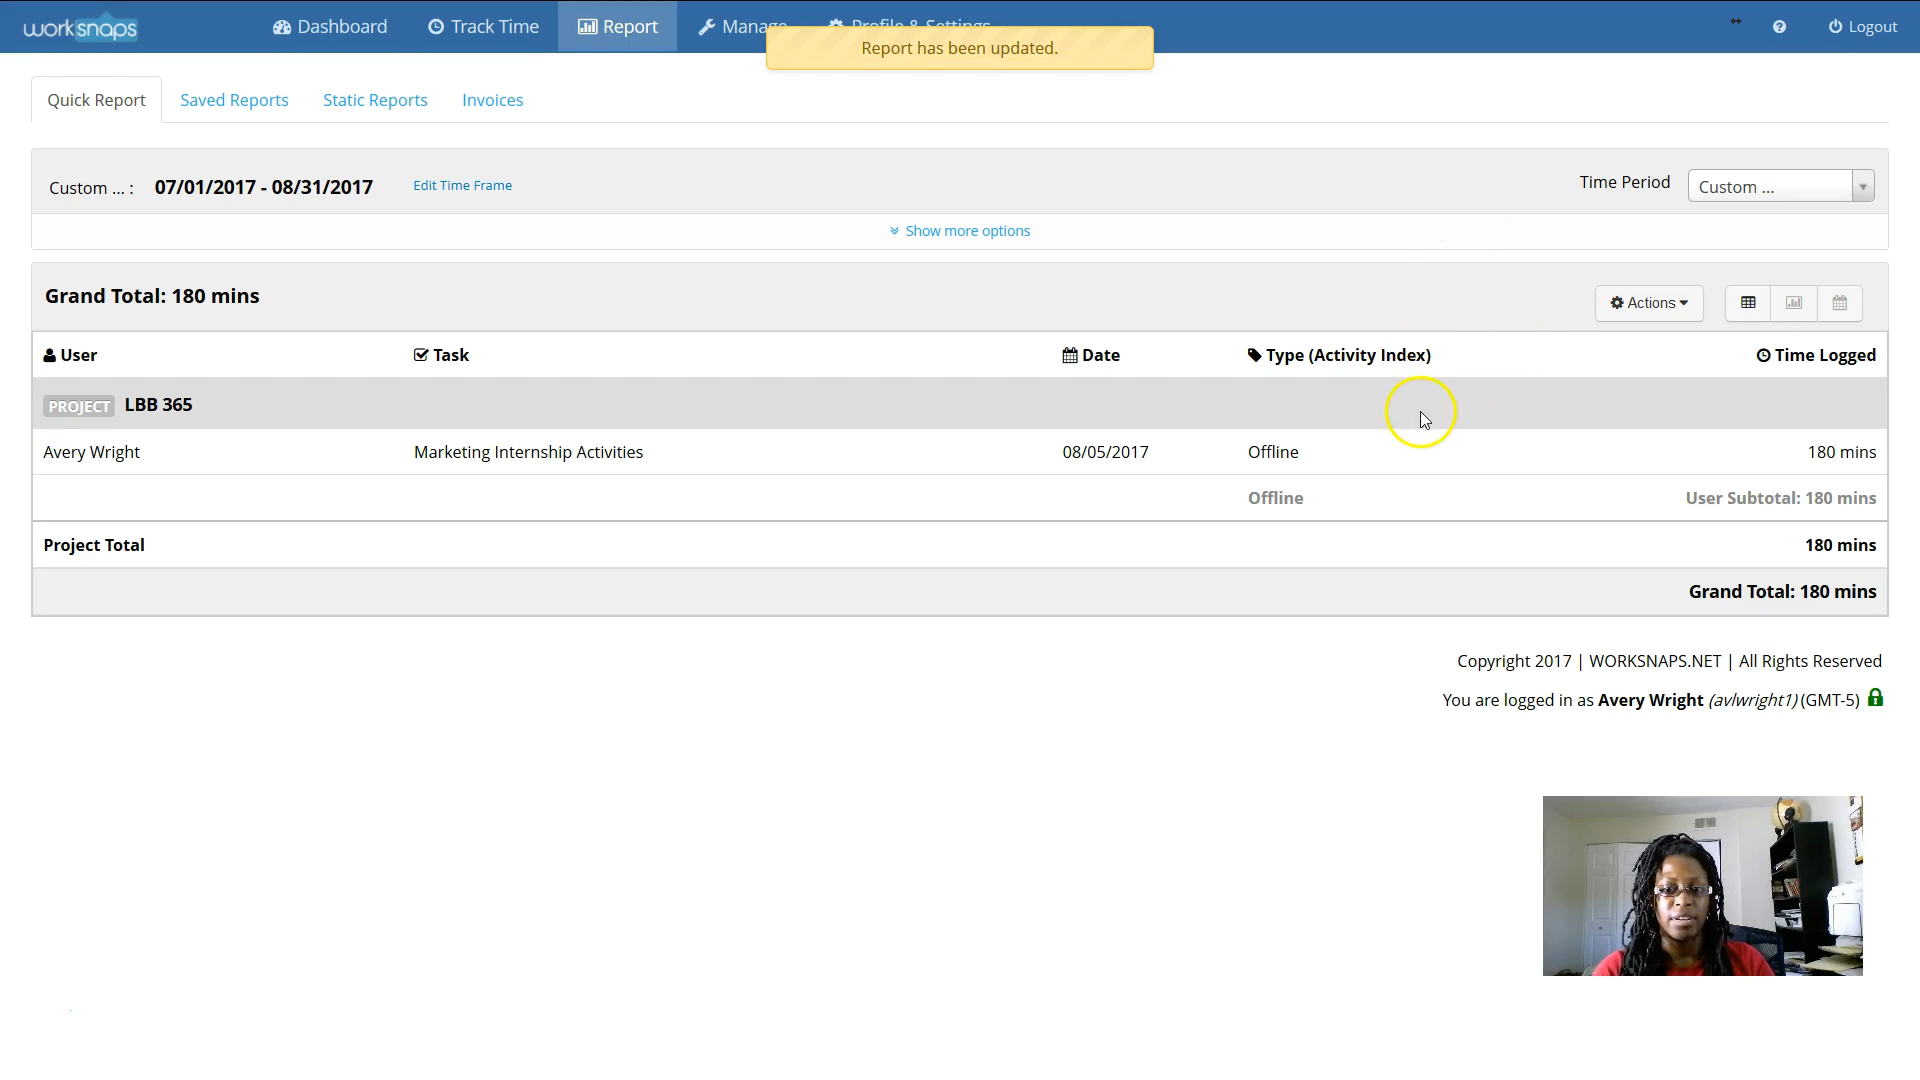 worksnaps
Dashboard
Track Time
Report
Manage
Profile & Settings
Logout
Report has been updated.
Quick Report
Saved Reports
Static Reports
Invoices
Custom ... :
07/01/2017 - 08/31/2017
Edit Time Frame
Time Period
Custom ...
Show more options
Grand Total: 180 mins
Actions
User
Task
Date
Type (Activity Index)
Time Logged
PROJECT LBB 365
Avery Wright
Marketing Internship Activities
08/05/2017
Offline
180 mins
Offline
User Subtotal: 180 mins
Project Total
180 mins
Grand Total: 180 mins
Copyright 2017 | WORKSNAPS.NET | All Rights Reserved
You are logged in as Avery Wright (avlwright1) (GMT-5)